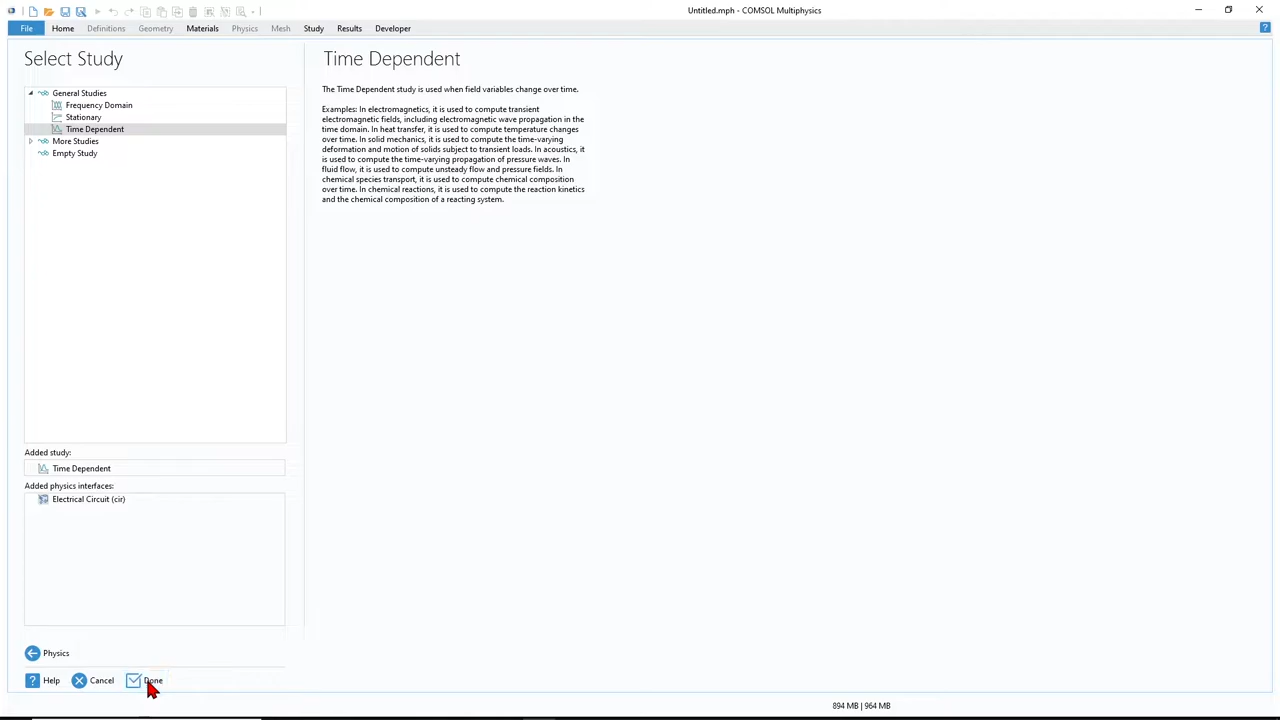 Untitled.mph - COMSOL Multiphysics
File Home Definitions Geometry Materials Physics Mesh Study Results Developer ?
Select Study
General Studies
Frequency Domain
Stationary
Time Dependent
More Studies
Empty Study
Added study:
Time Dependent
Added physics interfaces:
Electrical Circuit (cir)
Physics
? Help Cancel Done
Time Dependent
The Time Dependent study is used when field variables change over time.
Examples: In electromagnetics, it is used to compute transient
electromagnetic fields, including electromagnetic wave propagation in the
time domain. In heat transfer, it is used to compute temperature changes
over time. In solid mechanics, it is used to compute the time-varying
deformation and motion of solids subject to transient loads. In acoustics, it
is used to compute the time-varying propagation of pressure waves. In
fluid flow, it is used to compute unsteady flow and pressure fields. In
chemical species transport, it is used to compute chemical composition
over time. In chemical reactions, it is used to compute the reaction kinetics
and the chemical composition of a reacting system.
894 MB | 964 MB